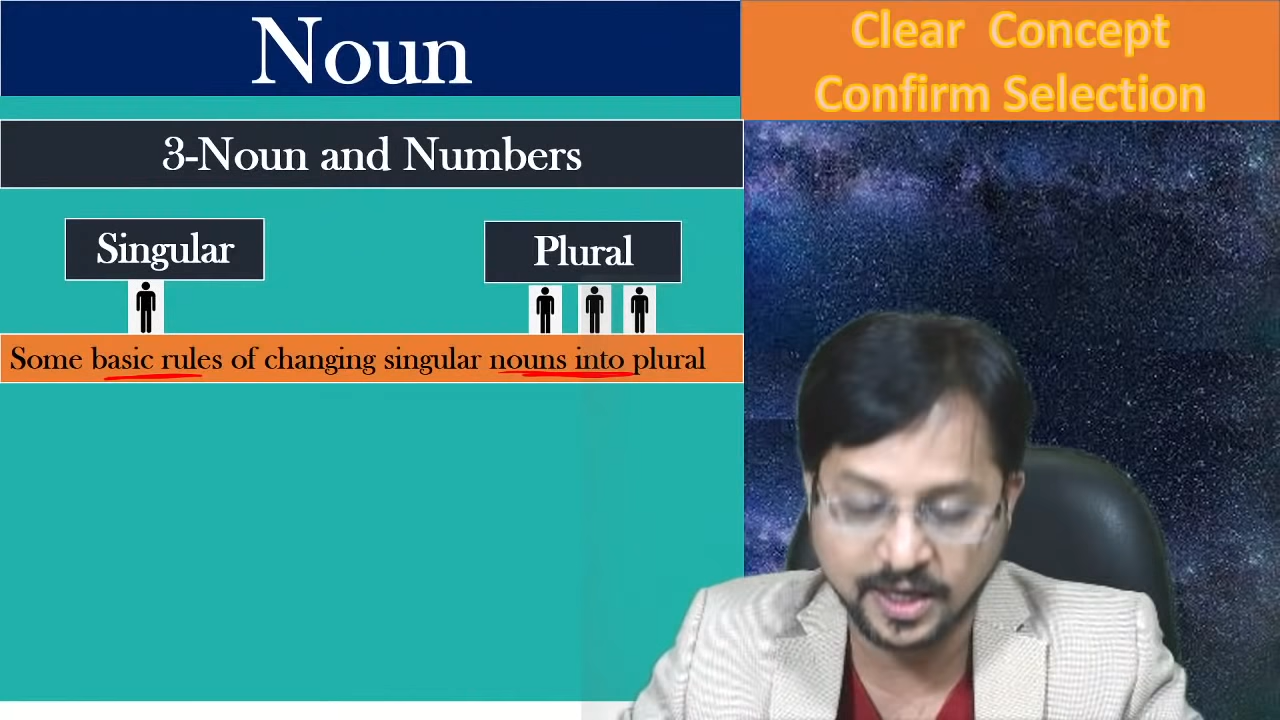 Noun
Clear Concept
Confirm Selection
3-Noun and Numbers
Singular
Plural
Some basic rules of changing singular nouns into plural